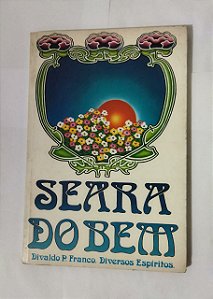 SEARA
DO BEM
Divaldo P. Franco. Diversos Espíritos.